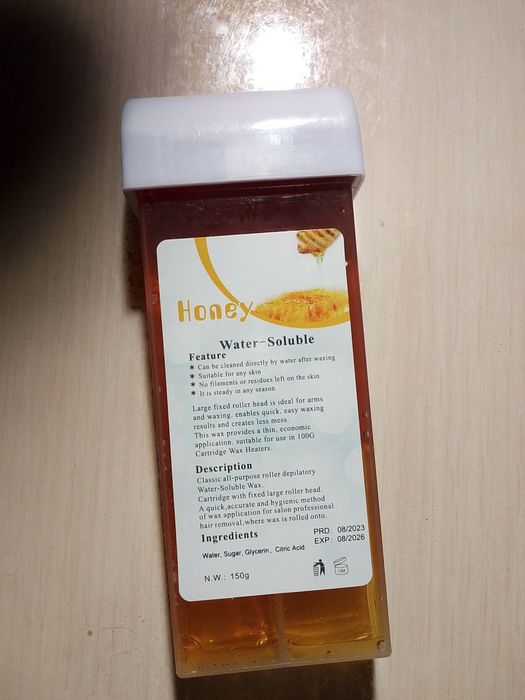 Honey
Water-Soluble
Feature
✷ Can be cleaned directly by water after waxing
✷ Suitable for any skin
✷ No filaments or residues left on the skin
✷ It is steady in any season
Large fixed roller head is ideal for arms
and waxing. enables quick, easy waxing
results and creates less mess.
This wax provides a thin, economic
application, suitable for use in 100G
Cartridge Wax Heaters.
Description
Classic all-purpose roller depilatory
Water-Soluble Wax.
Cartridge with fixed large roller head.
A quick,accurate and hygienic method
of wax application for salon professional
hair removal,where wax is rolled onto.
Ingredients
PRD: 08/2023
EXP: 08/2026
Water, Sugar, Glycerin, Citric Acid
N.W.: 150g